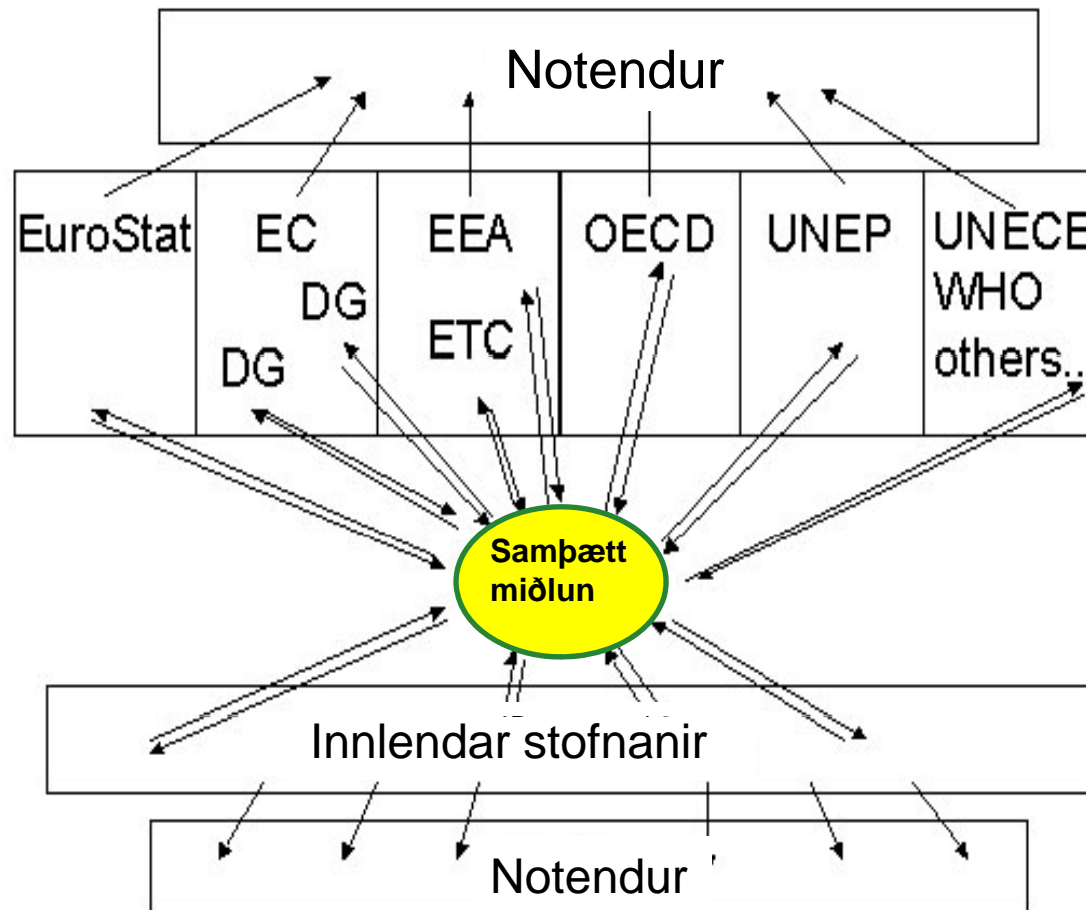 Notendur
EuroStat
EC
DG
DG
EEA
ETC
OECD
UNEP
UNECE
WHO
others..
Samþætt
miðlun
Innlendar stofnanir
Notendur